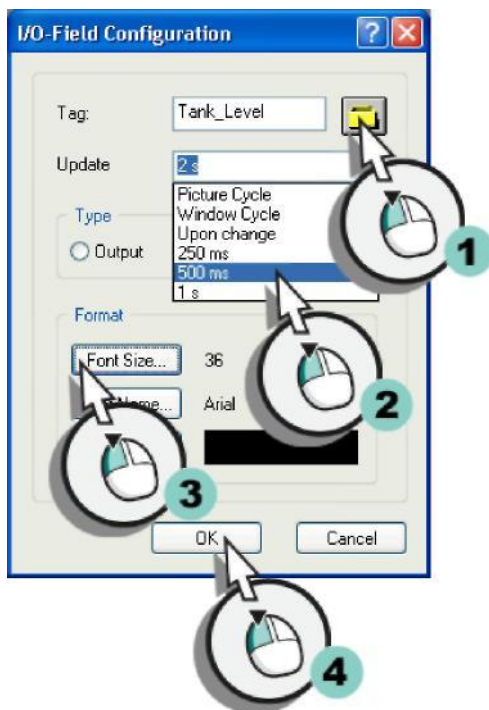 I/O-Field Configuration
Tag:
Tank_Level
Update
2 s
Picture Cycle
Window Cycle
Upon change
250 ms
500 ms
1 s
Type
Output
Format
Font Size...
36
Name...
Arial
OK
Cancel
1
2
3
4